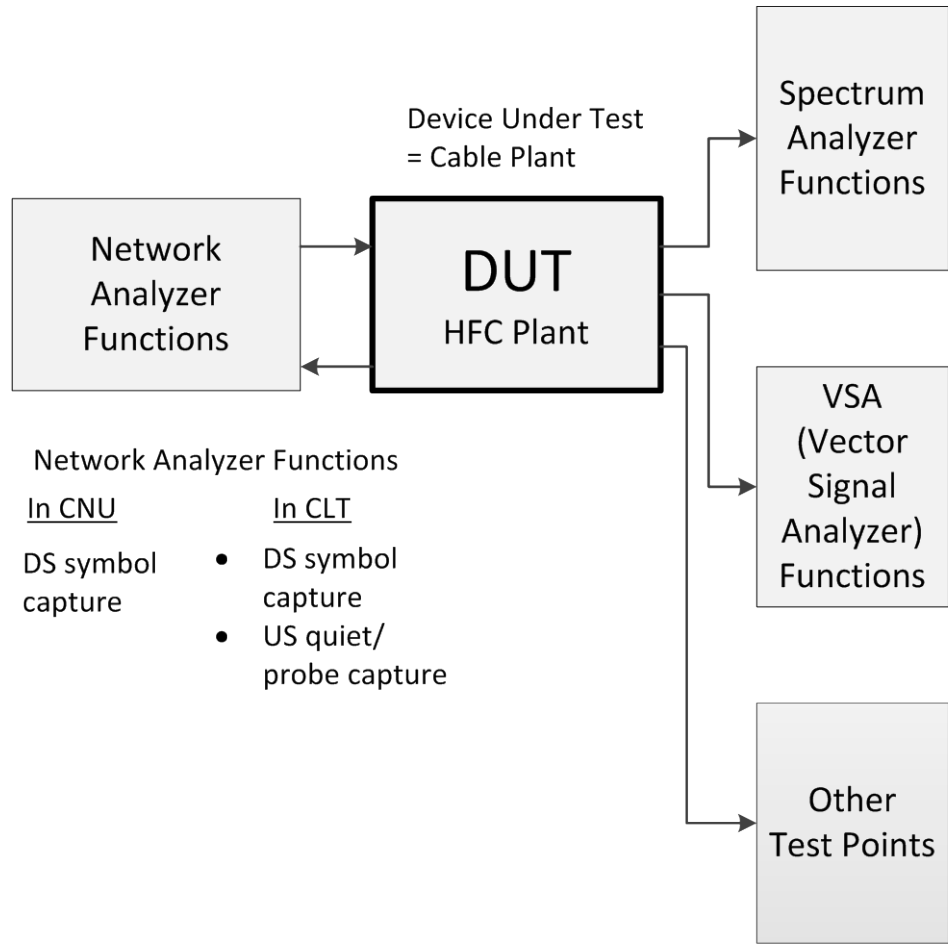 Device Under Test
= Cable Plant
Network
Analyzer
Functions
DUT
HFC Plant
Spectrum
Analyzer
Functions
VSA
(Vector
Signal
Analyzer)
Functions
Other
Test Points
Network Analyzer Functions
In CNU
DS symbol
capture
In CLT
• DS symbol
capture
• US quiet/
probe capture